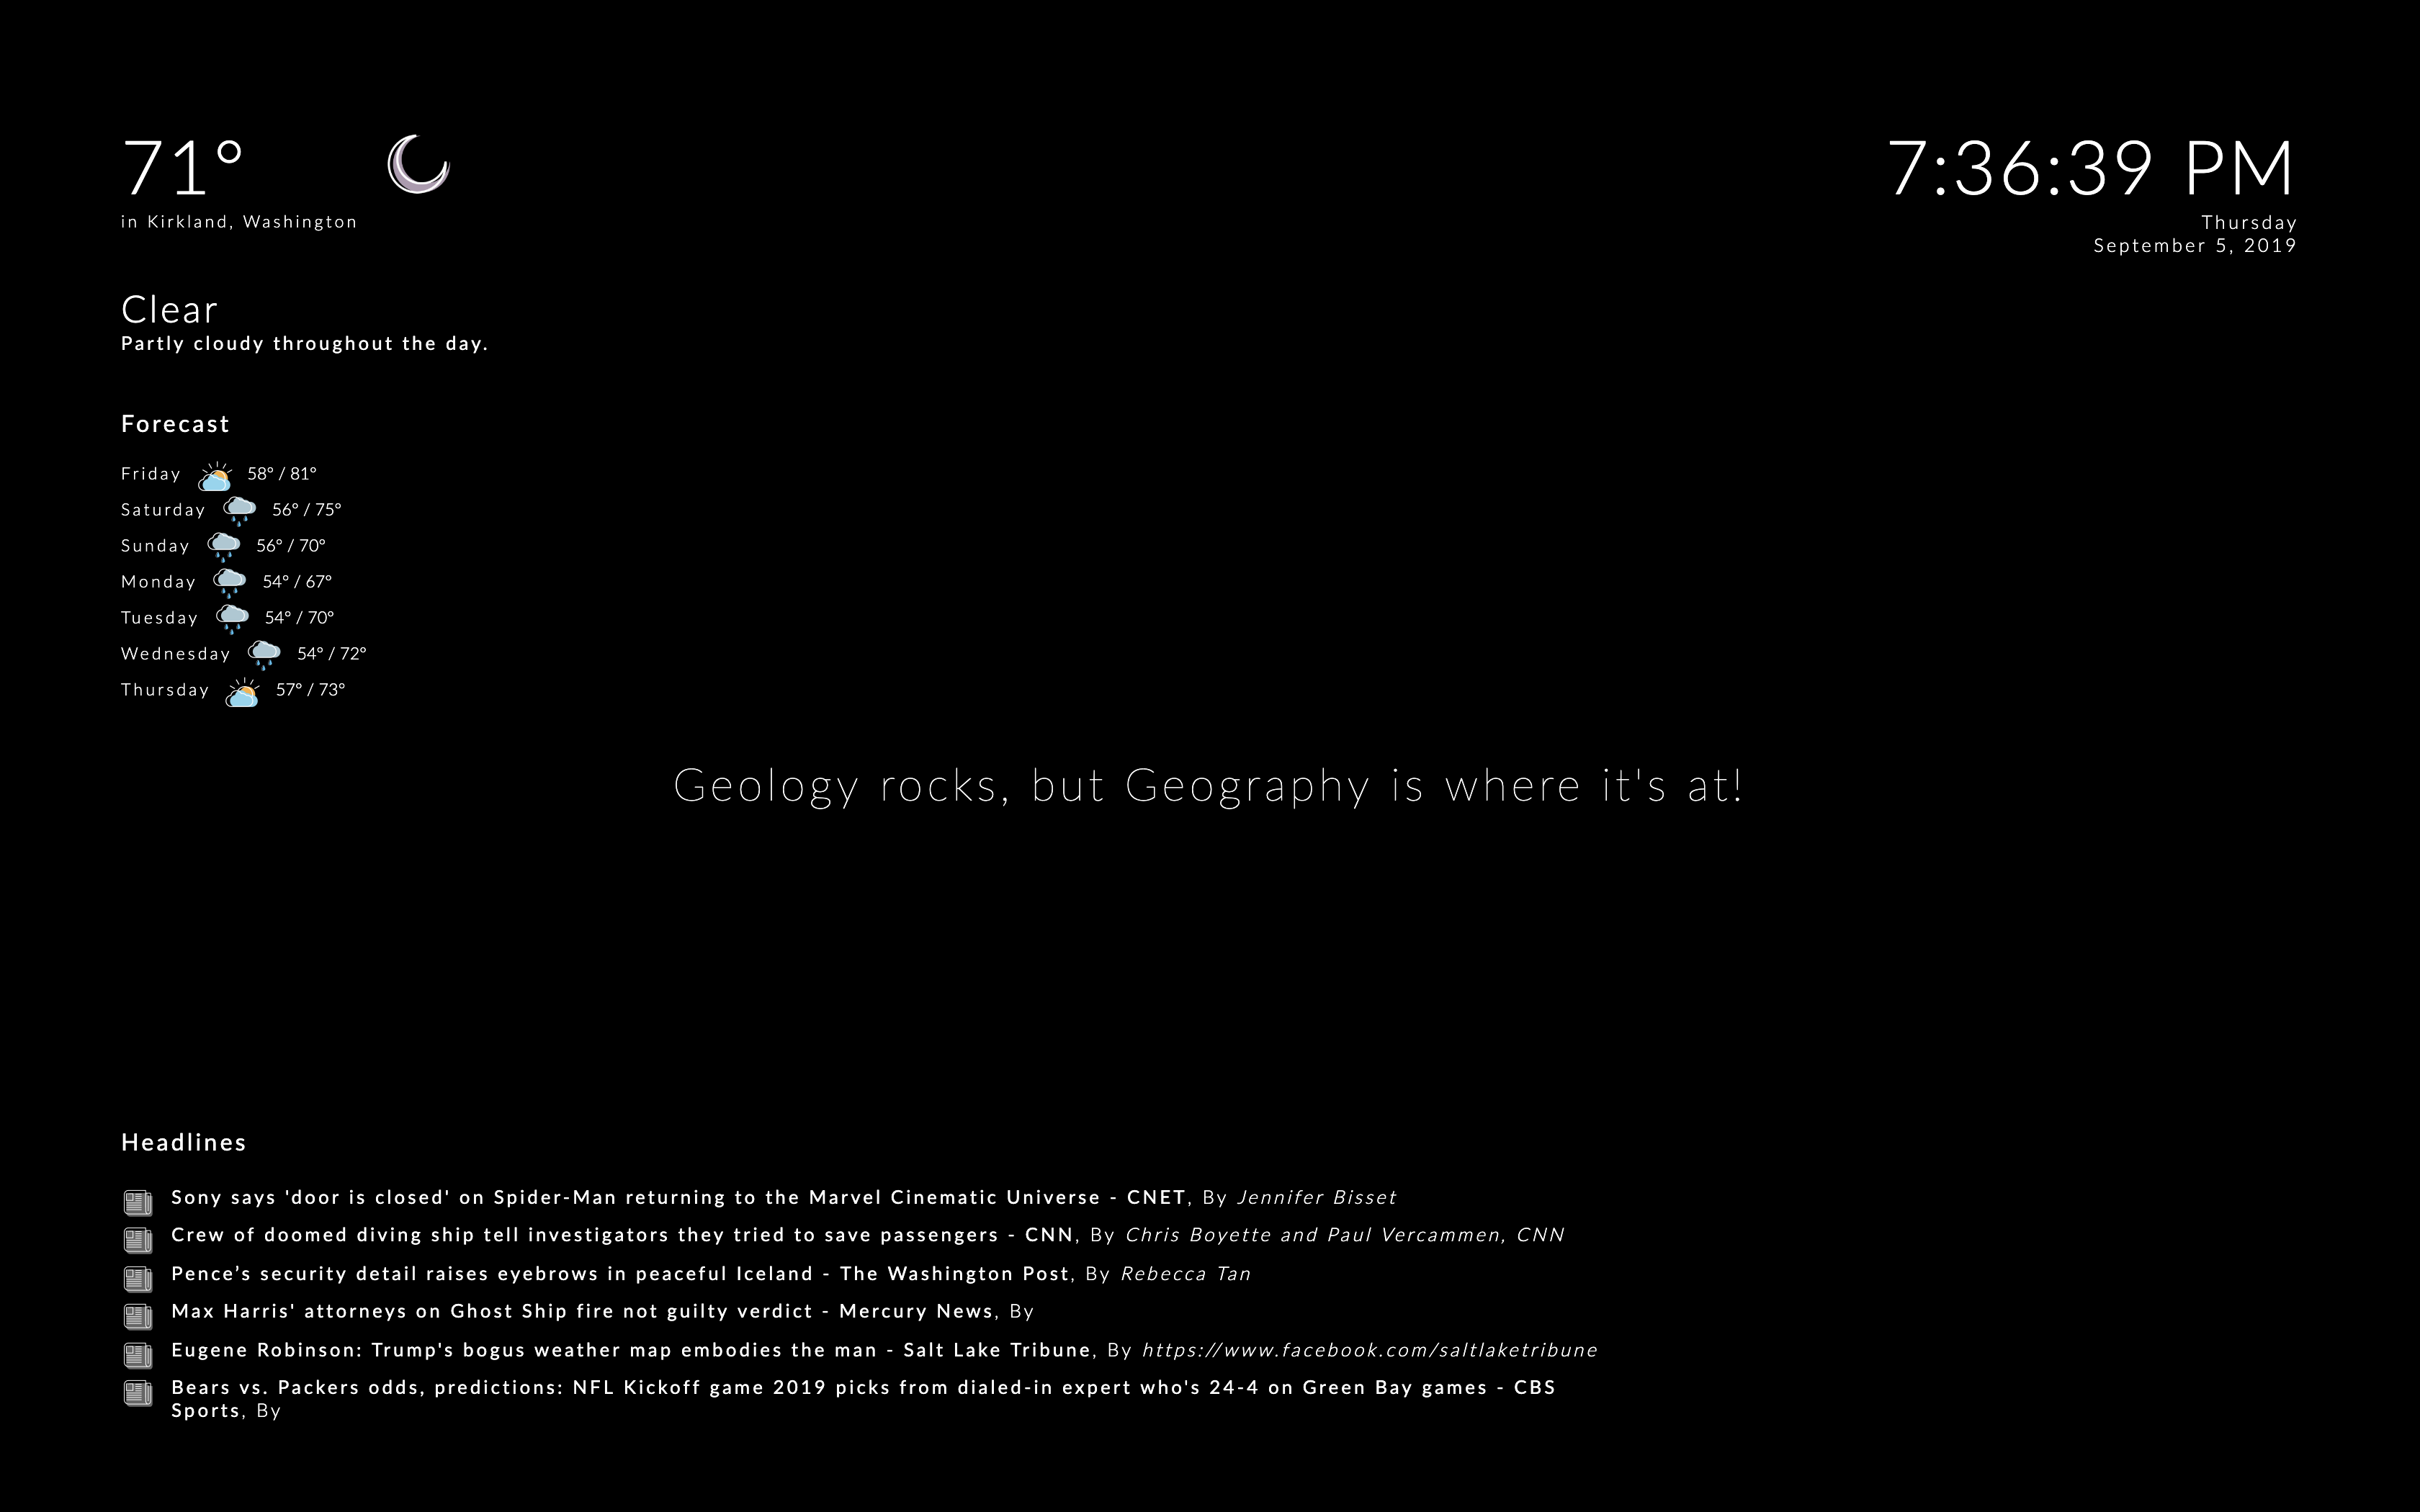 71°
in Kirkland, Washington
7:36:39 PM
Thursday
September 5, 2019
Clear
Partly cloudy throughout the day.
Forecast
Friday 58° / 81°
Saturday 56° / 75°
Sunday 56° / 70°
Monday 54° / 67°
Tuesday 54° / 70°
Wednesday 54° / 72°
Thursday 57° / 73°
Geology rocks, but Geography is where it's at!
Headlines
Sony says 'door is closed' on Spider-Man returning to the Marvel Cinematic Universe - CNET, By Jennifer Bisset
Crew of doomed diving ship tell investigators they tried to save passengers - CNN, By Chris Boyette and Paul Vercammen, CNN
Pence’s security detail raises eyebrows in peaceful Iceland - The Washington Post, By Rebecca Tan
Max Harris' attorneys on Ghost Ship fire not guilty verdict - Mercury News, By
Eugene Robinson: Trump's bogus weather map embodies the man - Salt Lake Tribune, By https://www.facebook.com/saltlaketribune
Bears vs. Packers odds, predictions: NFL Kickoff game 2019 picks from dialed-in expert who's 24-4 on Green Bay games - CBS
Sports, By